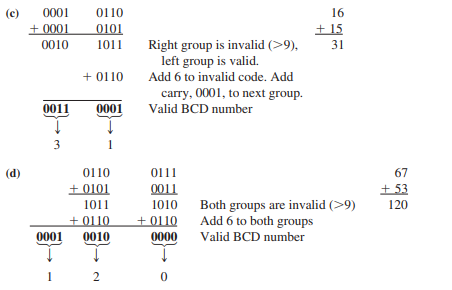 (c) 0001 0110 16
+ 0001 0101 + 15
0010 1011 Right group is invalid (>9), 31
left group is valid.
+ 0110 Add 6 to invalid code. Add
carry, 0001, to next group.
0011 0001 Valid BCD number
↓ ↓
3 1
(d) 0110 0111 67
+ 0101 0011 + 53
1011 1010 Both groups are invalid (>9) 120
+ 0110 + 0110 Add 6 to both groups
0001 0010 0000 Valid BCD number
↓ ↓ ↓
1 2 0